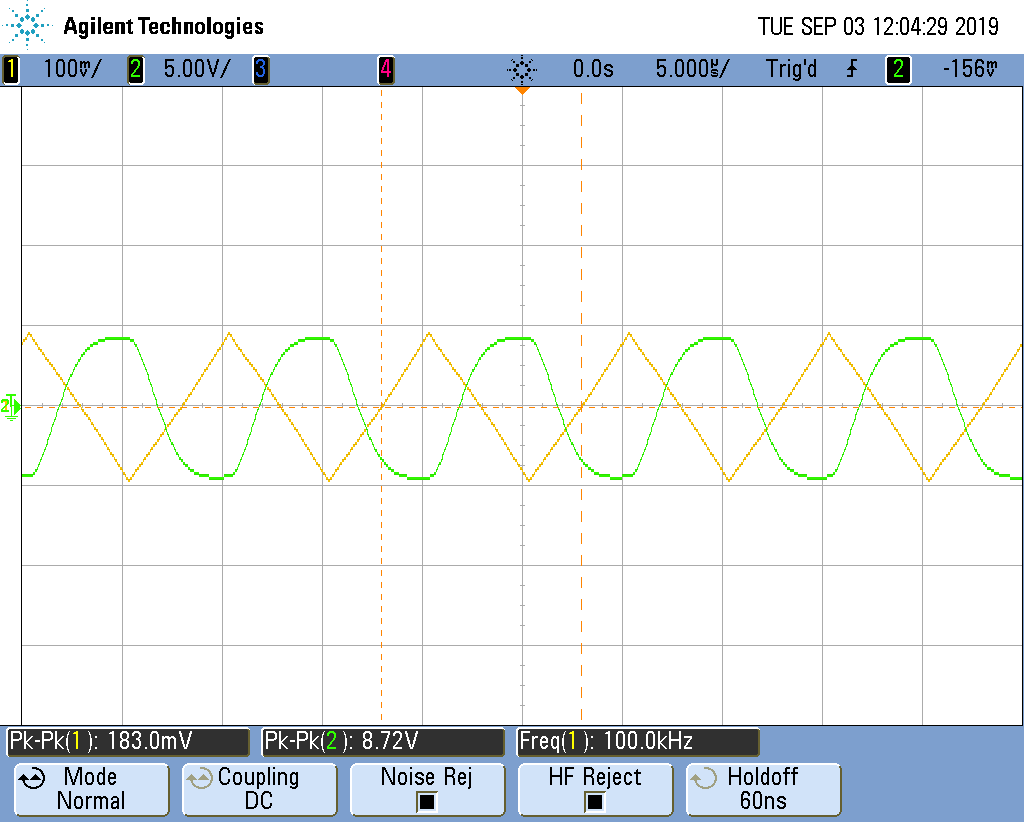 Agilent Technologies TUE SEP 03 12:04:29 2019
1 100mV/ 2 5.00V/ 3 4 0.0s 5.000µs/ Trig'd 2 -156mV
2
Pk-Pk(1): 183.0mV Pk-Pk(2): 8.72V Freq(1): 100.0kHz
Mode Coupling Noise Rej HF Reject Holdoff
Normal DC 60ns